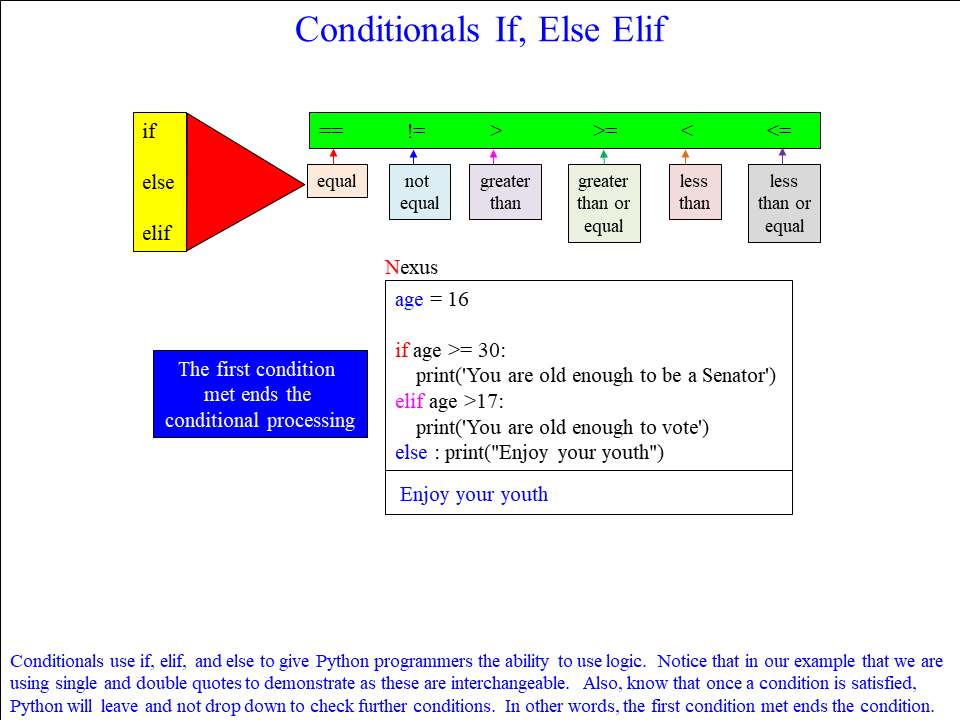 Conditionals If, Else Elif
if
else
elif
== != > >= < <=
equal
not
equal
greater
than
greater
than or
equal
less
than
less
than or
equal
Nexus
age = 16
if age >= 30:
print('You are old enough to be a Senator')
elif age >17:
print('You are old enough to vote')
else : print("Enjoy your youth")
Enjoy your youth
The first condition
met ends the
conditional processing
Conditionals use if, elif, and else to give Python programmers the ability to use logic. Notice that in our example that we are
using single and double quotes to demonstrate as these are interchangeable. Also, know that once a condition is satisfied,
Python will leave and not drop down to check further conditions. In other words, the first condition met ends the condition.